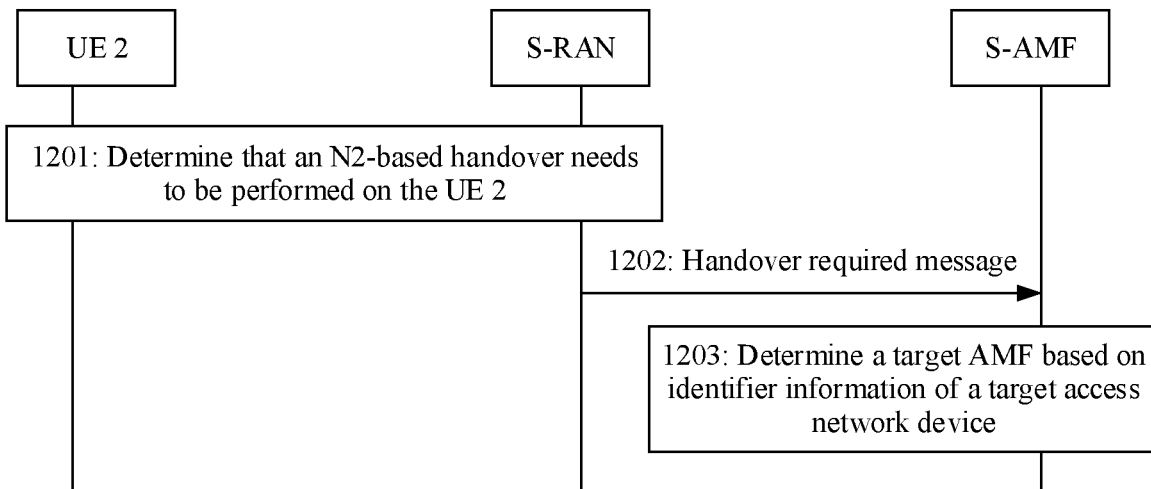 UE 2
S-RAN
S-AMF
1201: Determine that an N2-based handover needs
to be performed on the UE 2
1202: Handover required message
1203: Determine a target AMF based on
identifier information of a target access
network device